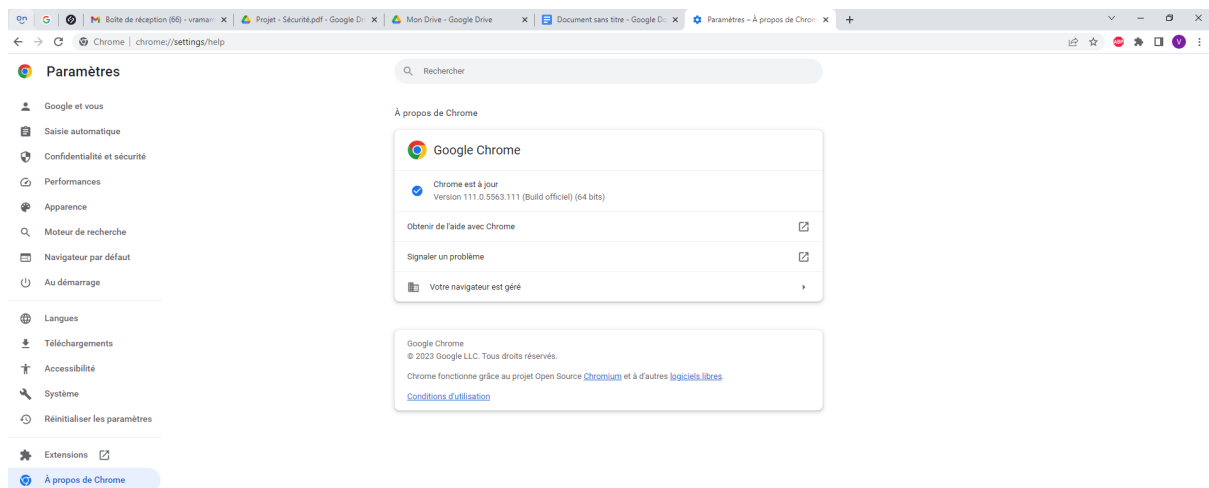 Boîte de réception (66) - vramam
Projet - Sécurité.pdf - Google Dri
Mon Drive - Google Drive
Document sans titre - Google Do
Paramètres – À propos de Chrom
Chrome | chrome://settings/help
ABP
V
Paramètres
Rechercher
Google et vous
Saisie automatique
Confidentialité et sécurité
Performances
Apparence
Moteur de recherche
Navigateur par défaut
Au démarrage
Langues
Téléchargements
Accessibilité
Système
Réinitialiser les paramètres
Extensions
À propos de Chrome
À propos de Chrome
Google Chrome
Chrome est à jour
Version 111.0.5563.111 (Build officiel) (64 bits)
Obtenir de l'aide avec Chrome
Signaler un problème
Votre navigateur est géré
Google Chrome
© 2023 Google LLC. Tous droits réservés.
Chrome fonctionne grâce au projet Open Source Chromium et à d'autres logiciels libres.
Conditions d'utilisation